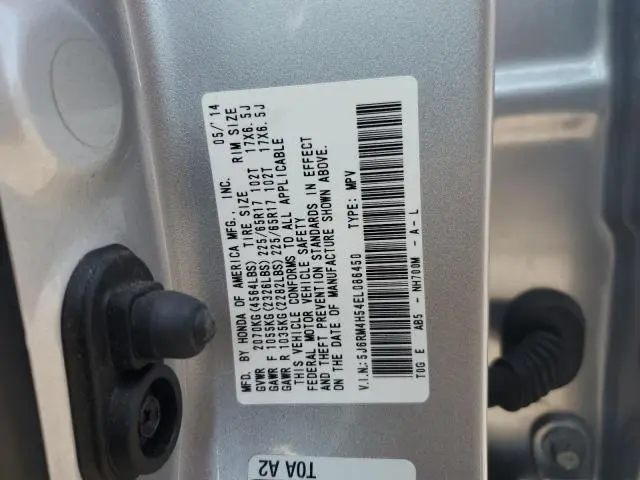 MFD. BY HONDA OF AMERICA MFG., INC. 05/'14
TIRE SIZE RIM SIZE
GVWR 2070KG(4564LBS)
GAWR F 1055KG(2326LBS) 225/65R17 102T 17X6.5J
GAWR R 1035KG(2282LBS) 225/65R17 102T 17X6.5J
THIS VEHICLE CONFORMS TO ALL APPLICABLE
FEDERAL MOTOR VEHICLE SAFETY
AND THEFT PREVENTION STANDARDS IN EFFECT
ON THE DATE OF MANUFACTURE SHOWN ABOVE.
V.I.N.: 5J6RM4H54EL086450 TYPE: MPV
TOG E AB5 - NH700M - A - L
T0A A2